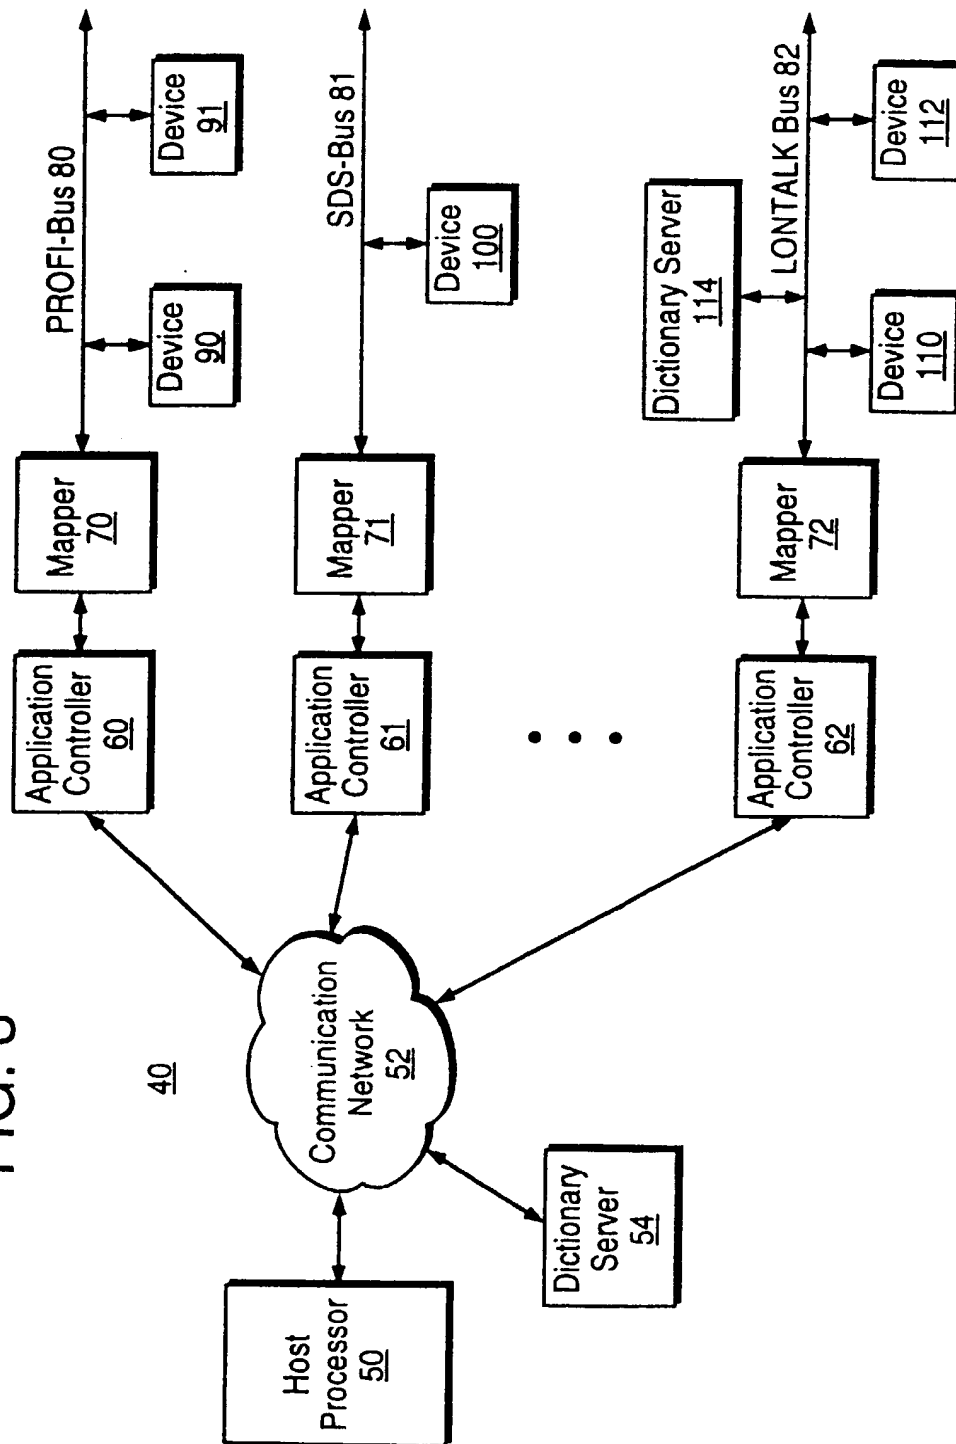 FIG.
40
Host
Processor
50
Communication
Network
52
Dictionary
Server
54
Application
Controller
60
Mapper
70
PROFI-Bus 80
Device
90
Device
91
Application
Controller
61
Mapper
71
SDS-Bus 81
Device
100
Application
Controller
62
Mapper
72
Dictionary Server
114
LONTALK Bus 82
Device
110
Device
112